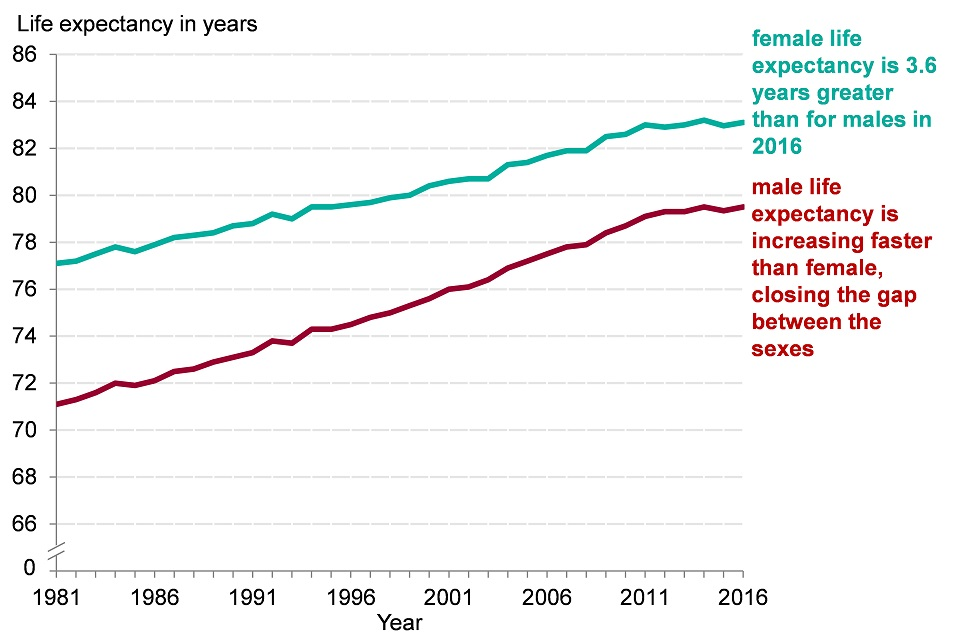 Life expectancy in years
86
84
82
80
78
76
74
72
70
68
66
0
1981 1986 1991 1996 2001 2006 2011 2016
Year
female life
expectancy is 3.6
years greater
than for males in
2016
male life
expectancy is
increasing faster
than female,
closing the gap
between the
sexes